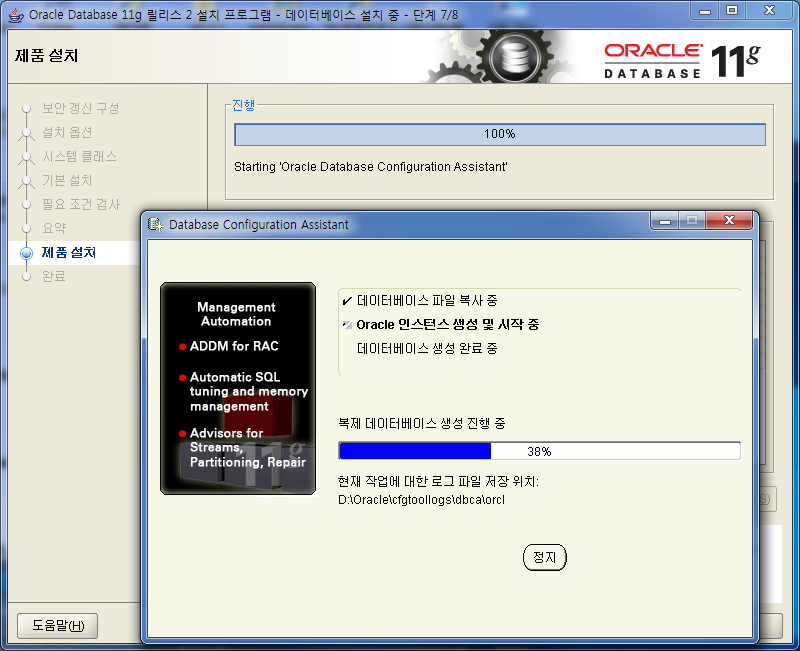 Oracle Database 11g 릴리스 2 설치 프로그램 - 데이터베이스 설치 중 - 단계 7/8
제품 설치
ORACLE
DATABASE 11g
보안 갱신 구성
설치 옵션
시스템 클래스
기본 설치
필요 조건 검사
요약
제품 설치
완료
진행
100%
Starting 'Oracle Database Configuration Assistant'
Database Configuration Assistant
Management
Automation
ADDM for RAC
Automatic SQL
tuning and memory
management
Advisors for
Streams,
Partitioning, Repair
데이터베이스 파일 복사 중
Oracle 인스턴스 생성 및 시작 중
데이터베이스 생성 완료 중
복제 데이터베이스 생성 진행 중
38%
현재 작업에 대한 로그 파일 저장 위치:
D:\Oracle\cfgtoollogs\dbca\orcl
정지
도움말(H)